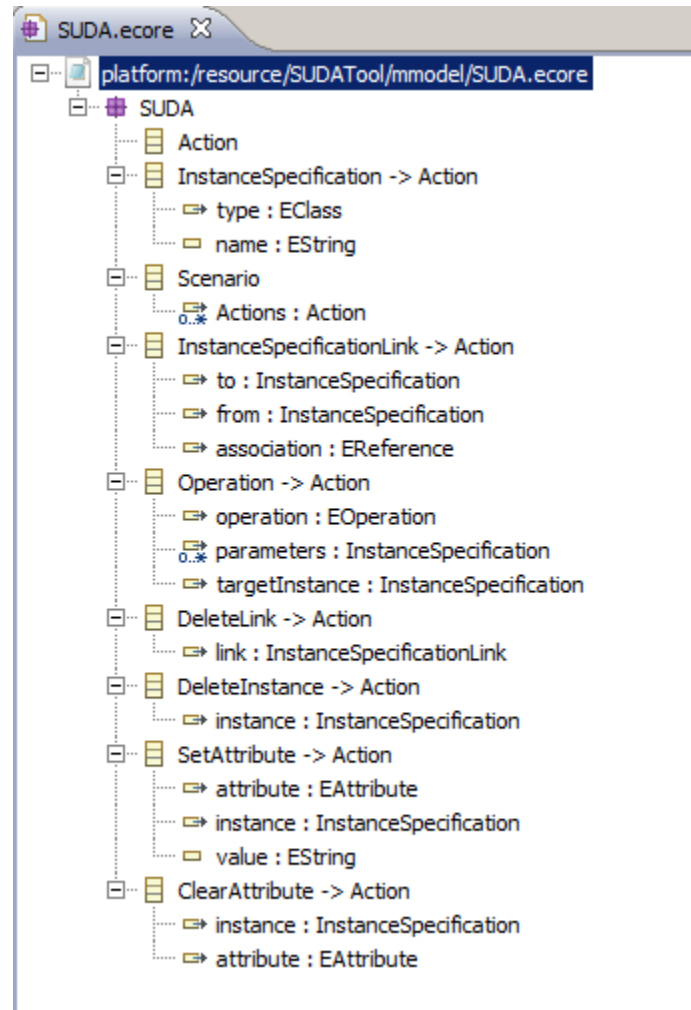 SUDA.ecore
platform:/resource/SUDATool/mmodel/SUDA.ecore
SUDA
Action
InstanceSpecification -> Action
type : EClass
name : EString
Scenario
0..* Actions : Action
InstanceSpecificationLink -> Action
to : InstanceSpecification
from : InstanceSpecification
association : EReference
Operation -> Action
operation : EOperation
0..* parameters : InstanceSpecification
targetInstance : InstanceSpecification
DeleteLink -> Action
link : InstanceSpecificationLink
DeleteInstance -> Action
instance : InstanceSpecification
SetAttribute -> Action
attribute : EAttribute
instance : InstanceSpecification
value : EString
ClearAttribute -> Action
instance : InstanceSpecification
attribute : EAttribute